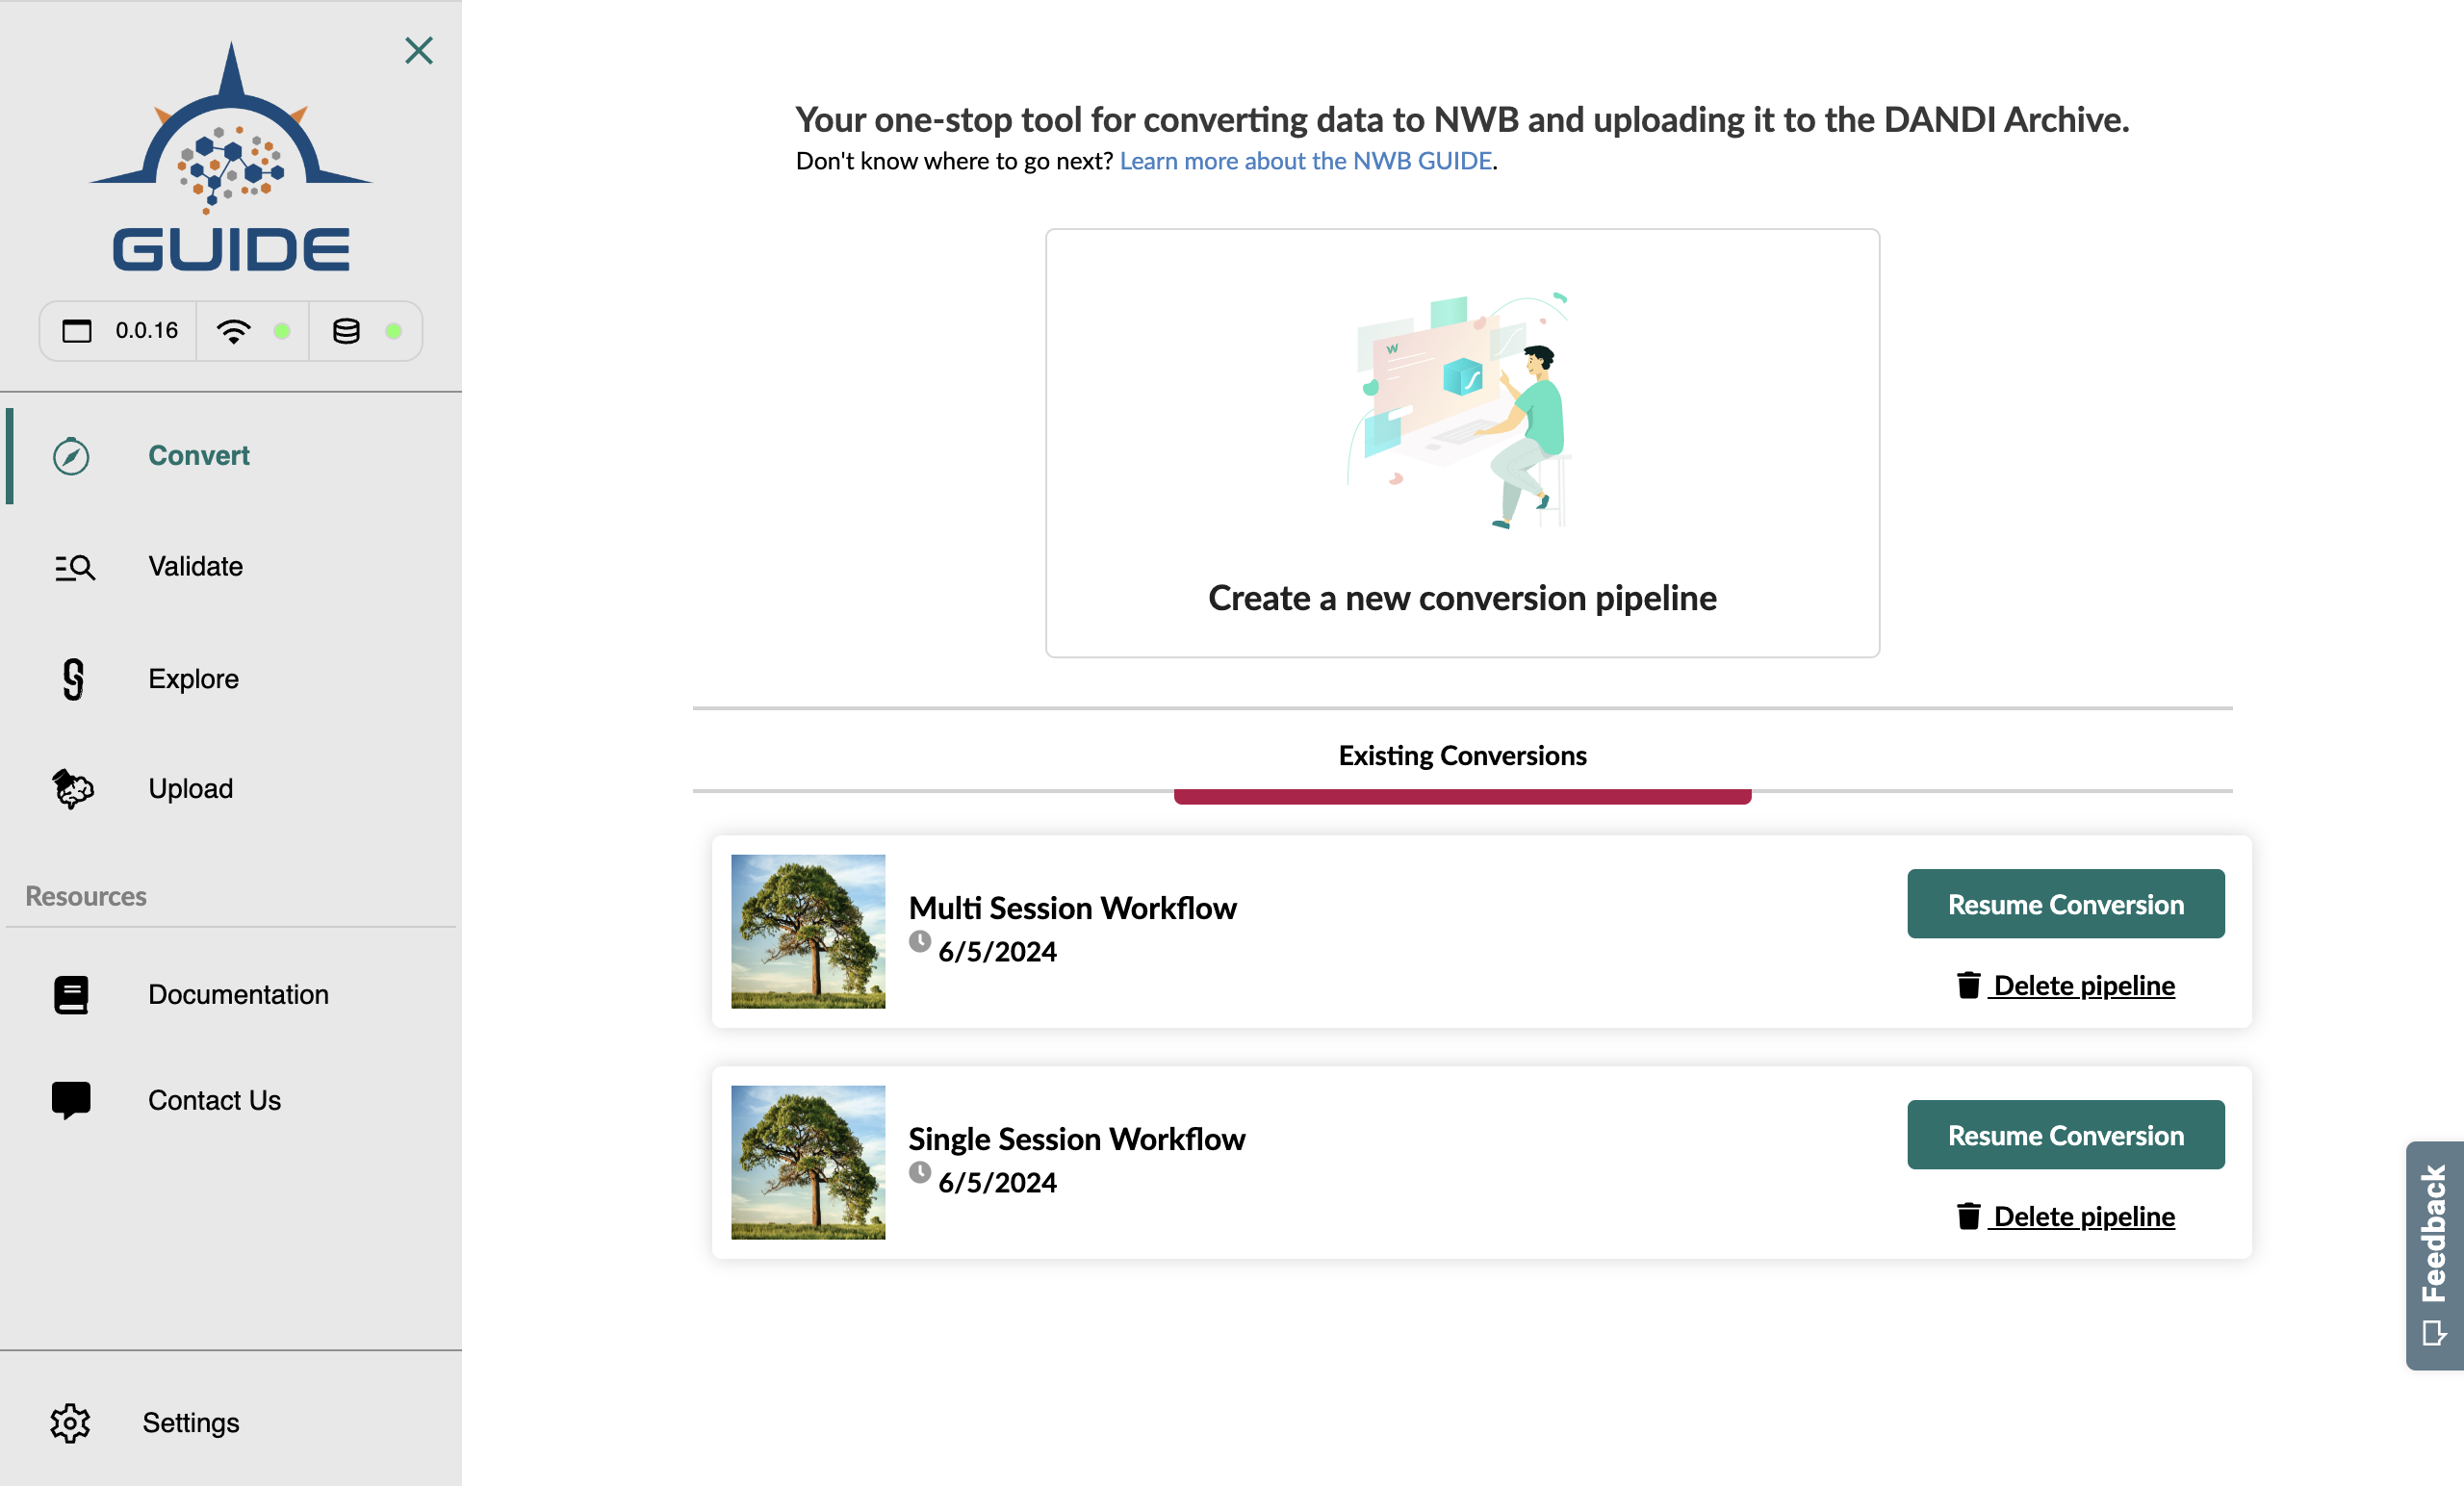 GUIDE
0.0.16
Convert
Validate
Explore
Upload
Resources
Documentation
Contact Us
Settings
Your one-stop tool for converting data to NWB and uploading it to the DANDI Archive.
Don't know where to go next? Learn more about the NWB GUIDE.
W
Create a new conversion pipeline
Existing Conversions
Multi Session Workflow
6/5/2024
Resume Conversion
Delete pipeline
Single Session Workflow
6/5/2024
Resume Conversion
Delete pipeline
Feedback